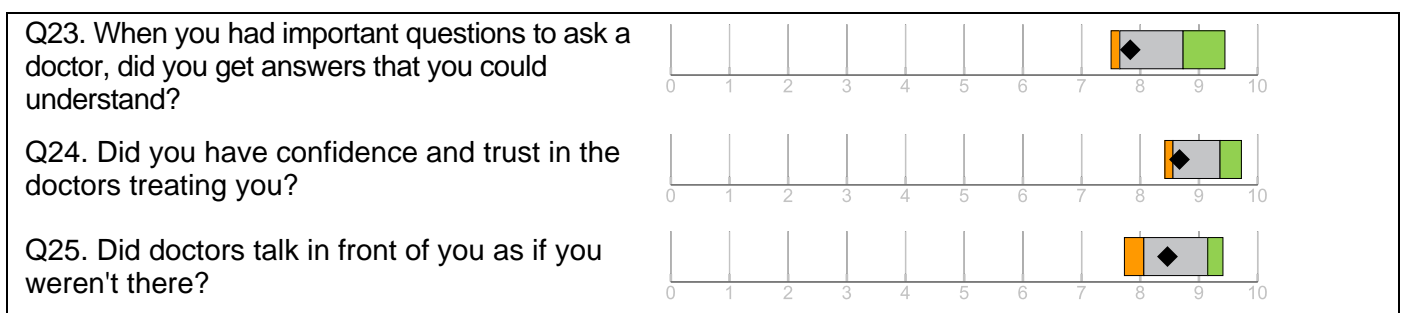 Q23. When you had important questions to ask a
doctor, did you get answers that you could
understand?
0 1 2 3 4 5 6 7 8 9 10
Q24. Did you have confidence and trust in the
doctors treating you?
0 1 2 3 4 5 6 7 8 9 10
Q25. Did doctors talk in front of you as if you
weren't there?
0 1 2 3 4 5 6 7 8 9 10